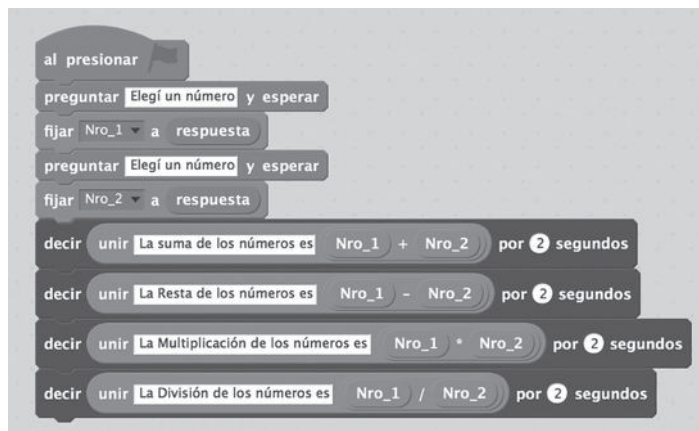 al presionar
preguntar Elegí un número y esperar
fijar Nro_1 a respuesta
preguntar Elegí un número y esperar
fijar Nro_2 a respuesta
decir unir La suma de los números es Nro_1 + Nro_2 por 2 segundos
decir unir La Resta de los números es Nro_1 - Nro_2 por 2 segundos
decir unir La Multiplicación de los números es Nro_1 * Nro_2 por 2 segundos
decir unir La División de los números es Nro_1 / Nro_2 por 2 segundos